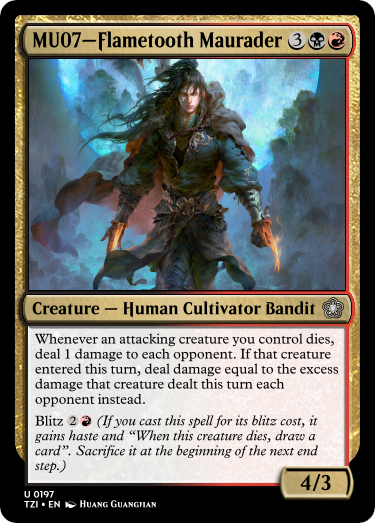 MU07—Flametooth Maurader 3
Creature — Human Cultivator Bandit
Whenever an attacking creature you control dies,
deal 1 damage to each opponent. If that creature
entered this turn, deal damage equal to the excess
damage that creature dealt this turn each
opponent instead.
Blitz 2 (If you cast this spell for its blitz cost, it
gains haste and “When this creature dies, draw a
card”. Sacrifice it at the beginning of the next end
step.)
4/3
U 0197
TZI • EN Huang Guangjian